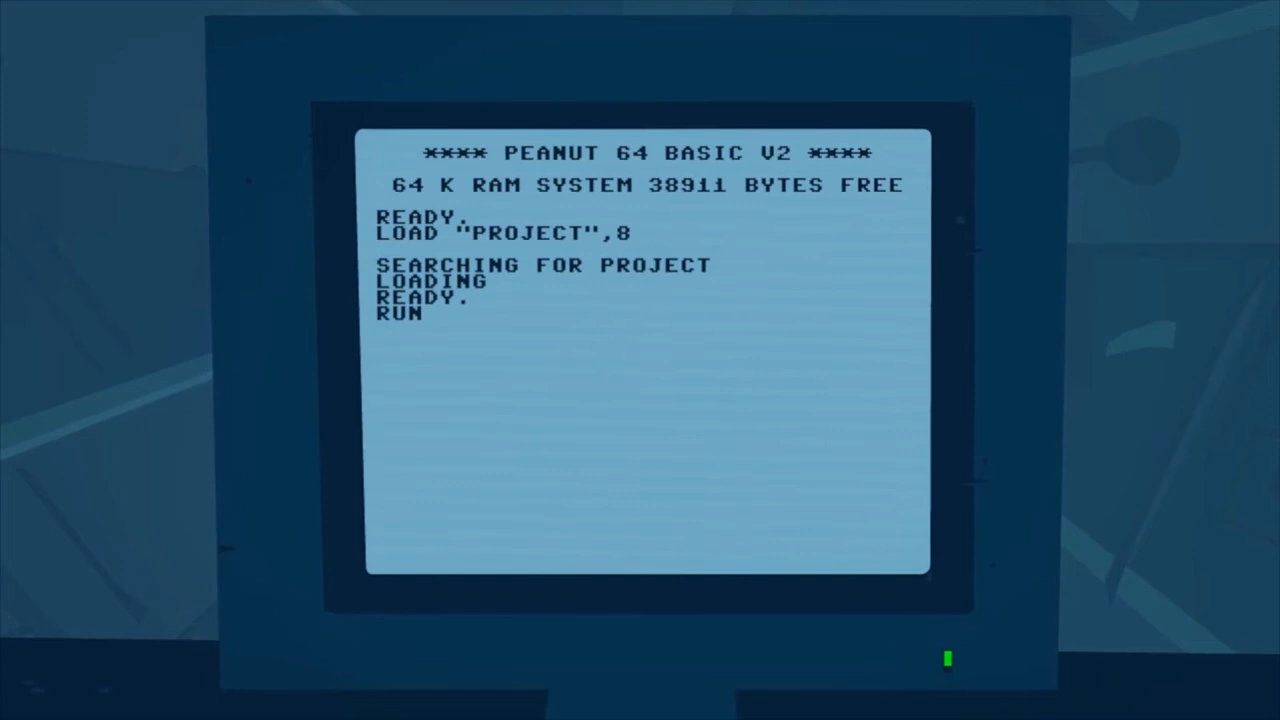 **** PEANUT 64 BASIC V2 ****
64 K RAM SYSTEM 38911 BYTES FREE
READY.
LOAD "PROJECT",8
SEARCHING FOR PROJECT
LOADING
READY.
RUN